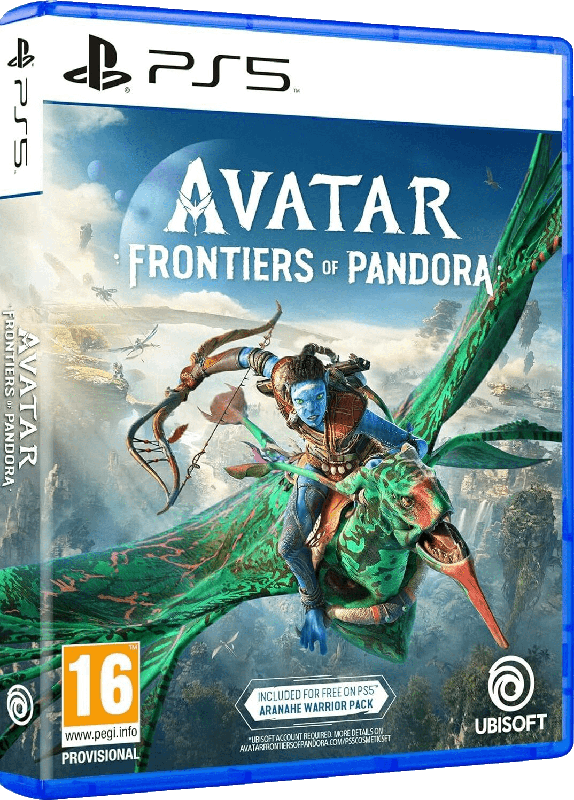 PS5
PS5
AVATAR
FRONTIERS OF PANDORA
AVATAR
FRONTIERS OF PANDORA
16
www.pegi.info
PROVISIONAL
INCLUDED FOR FREE ON PS5*
ARANAHE WARRIOR PACK
*UBISOFT ACCOUNT REQUIRED. MORE DETAILS ON
AVATARFRONTIERSOFPANDORA.COM/PS5COSMETICSET
UBISOFT